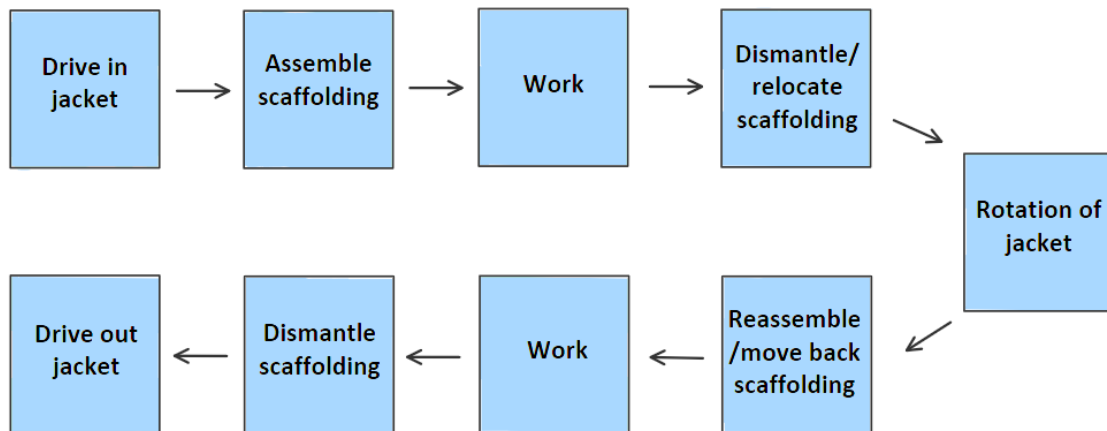 Drive in
jacket
Assemble
scaffolding
Work
Dismantle/
relocate
scaffolding
Rotation of
jacket
Reassemble
/move back
scaffolding
Work
Dismantle
scaffolding
Drive out
jacket